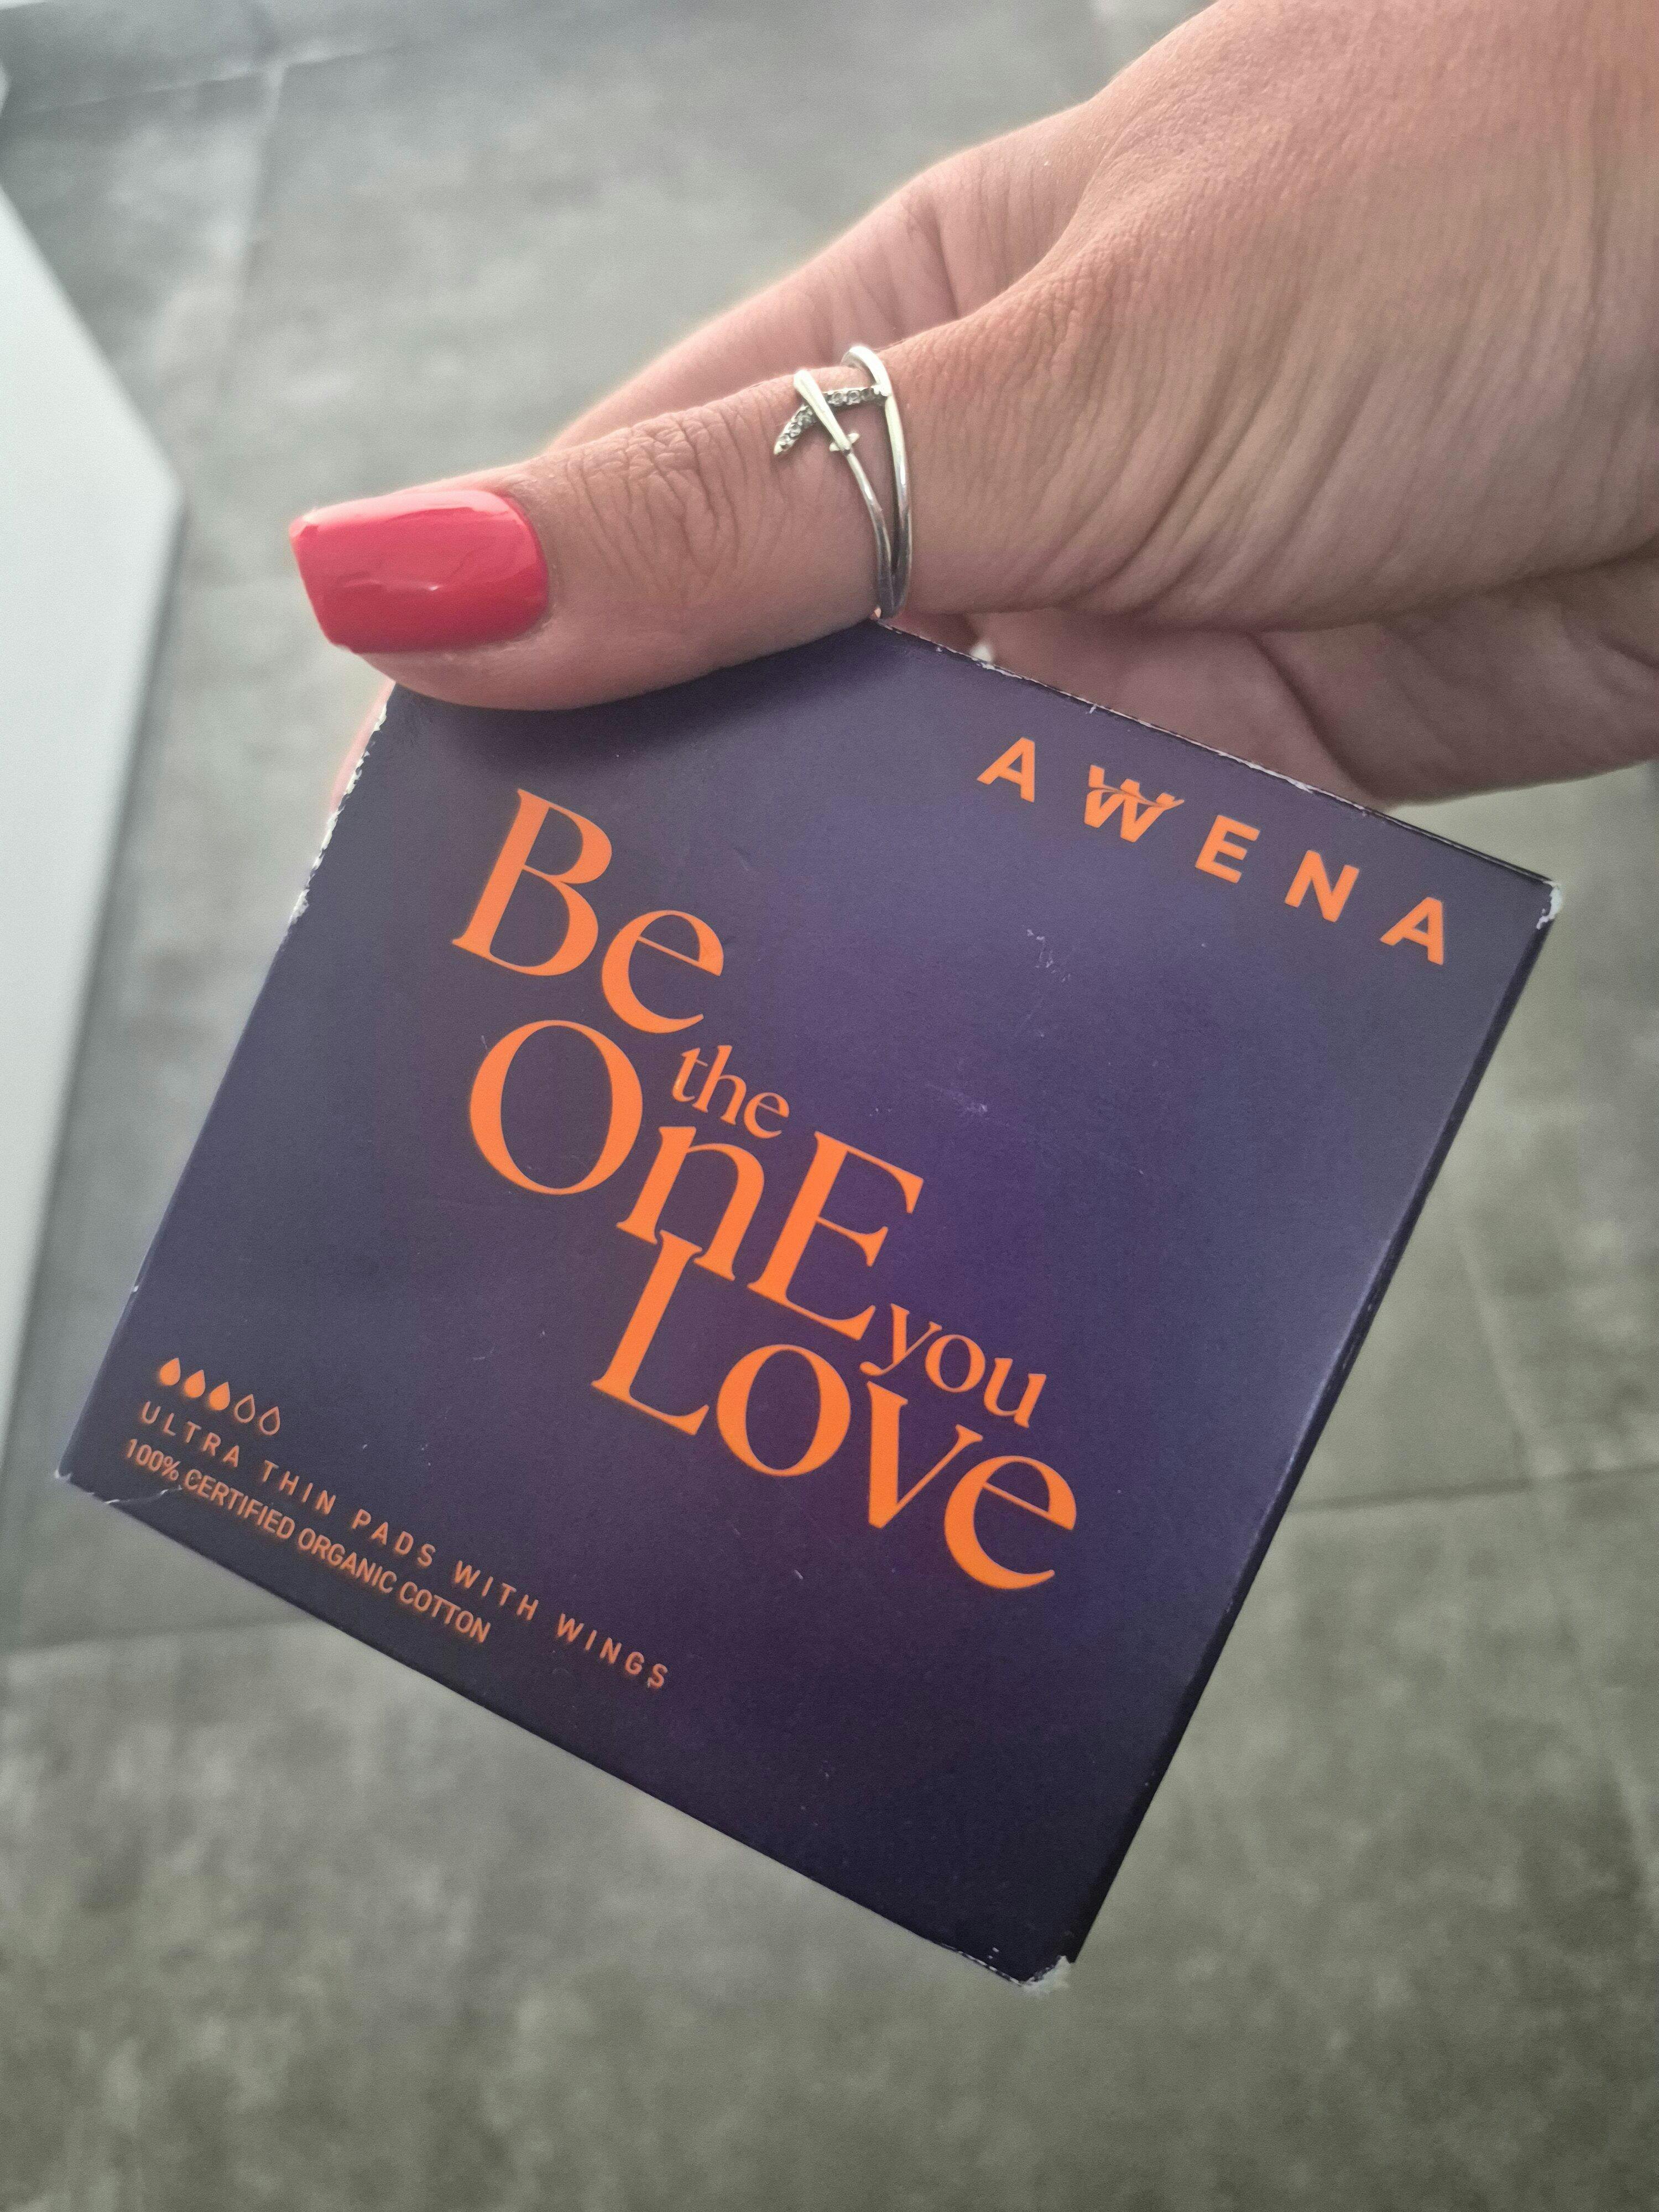 AWENA
Be
the
OnE
you
Love
ULTRA THIN PADS WITH WINGS
100% CERTIFIED ORGANIC COTTON